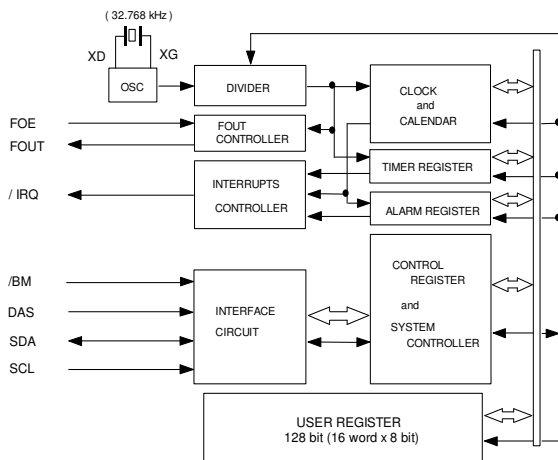 ( 32.768 kHz)
XD
XG
OSC
DIVIDER
CLOCK
and
CALENDAR
FOE
FOUT
FOUT
CONTROLLER
TIMER REGISTER
/ IRQ
INTERRUPTS
CONTROLLER
ALARM REGISTER
/BM
DAS
SDA
SCL
INTERFACE
CIRCUIT
CONTROL
REGISTER
and
SYSTEM
CONTROLLER
USER REGISTER
128 bit (16 word x 8 bit)